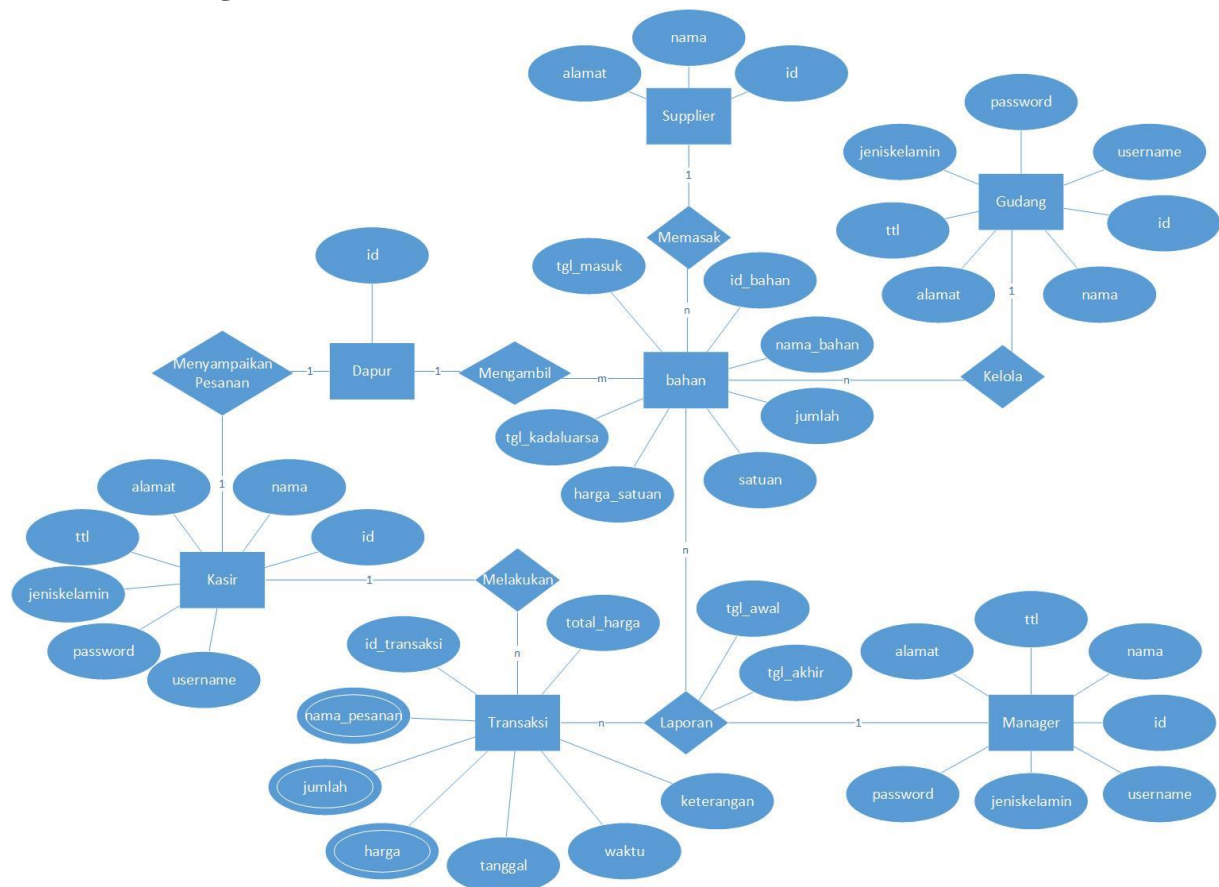 nama
alamat
id
Supplier
password
jeniskelamin
username
Gudang
ttl
id
alamat
nama
1
1
Memasak
n
id
tgl_masuk
id_bahan
nama_bahan
Menyampaikan
Pesanan
1
Dapur
1
Mengambil
m
bahan
n
Kelola
jumlah
tgl_kadaluarsa
harga_satuan
satuan
1
alamat
nama
ttl
id
Kasir
jeniskelamin
password
username
1
Melakukan
n
n
total_harga
id_transaksi
nama_pesanan
Transaksi
jumlah
harga
tanggal
waktu
keterangan
n
Laporan
tgl_awal
tgl_akhir
1
ttl
alamat
nama
Manager
id
password
jeniskelamin
username